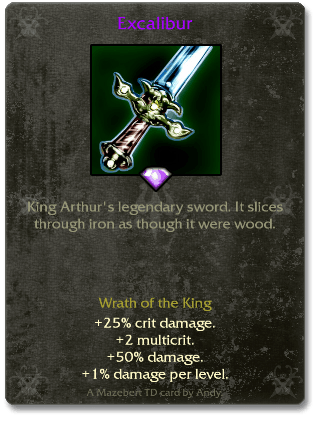 Excalibur
King Arthur's legendary sword. It slices
through iron as though it were wood.
Wrath of the King
+25% crit damage.
+2 multicrit.
+50% damage.
+1% damage per level.
A Mazebert TD card by Andy